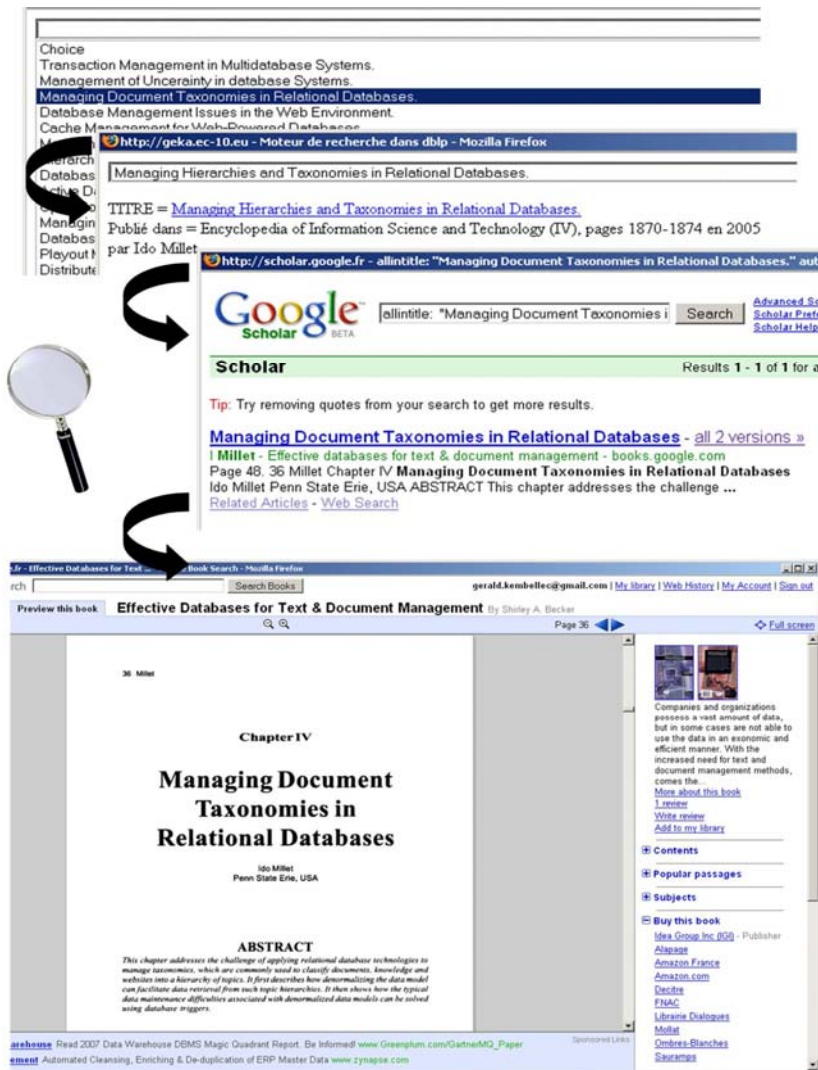 Choice
Transaction Management in Multidatabase Systems.
Management of Uncerainty in database Systems.
Managing Document Taxonomies in Relational Databases.
Database Management Issues in the Web Environment.
Cache Management for Web-Powered Databases
Hierarch
Databas
Active D
Managin
Databas
Playout M
Distribute
http://geka.ec-10.eu - Moteur de recherche dans dblp - Mozilla Firefox
Managing Hierarchies and Taxonomies in Relational Databases.
TITRE = Managing Hierarchies and Taxonomies in Relational Databases.
Publié dans = Encyclopedia of Information Science and Technology (IV), pages 1870-1874 en 2005
par Ido Millet
http://scholar.google.fr - allintitle: "Managing Document Taxonomies in Relational Databases." aut
Google
Scholar BETA
allintitle: "Managing Document Taxonomies i
Search
Advanced Sc
Scholar Prefe
Scholar Help
Scholar
Results 1 - 1 of 1 for a
Tip: Try removing quotes from your search to get more results.
Managing Document Taxonomies in Relational Databases - all 2 versions »
I Millet - Effective databases for text & document management - books.google.com
Page 48. 36 Millet Chapter IV Managing Document Taxonomies in Relational Databases
Ido Millet Penn State Erie, USA ABSTRACT This chapter addresses the challenge ...
Related Articles - Web Search
e.fr - Effective Databases for Text ... Book Search - Mozilla Firefox
rch Search Books gerald.kembellec@gmail.com | My library | Web History | My Account | Sign out
Preview this book Effective Databases for Text & Document Management By Shirley A. Becker
Page 36 Full screen
36 Millet
Chapter IV
Managing Document
Taxonomies in
Relational Databases
Ido Millet
Penn State Erie, USA
ABSTRACT
This chapter addresses the challenge of applying relational database technologies to
manage taxonomies, which are commonly used to classify documents, knowledge and
websites into a hierarchy of topics. It first describes how denormalizing the data model
can facilitate data retrieval from such topic hierarchies. It then shows how the typical
data maintenance difficulties associated with denormalized data models can be solved
using database triggers.
Companies and organizations
possess a vast amount of data,
but in some cases are not able to
use the data in an exonomic and
efficient manner. With the
increased need for text and
document management methods,
comes the...
More about this book
1 review
Write review
Add to my library
Contents
Popular passages
Subjects
Buy this book
Idea Group Inc (IGI) - Publisher
Alapage
Amazon France
Amazon.com
Decitre
FNAC
Librairie Dialogues
Mollat
Ombres-Blanches
Sauramps
arehouse Read 2007 Data Warehouse DBMS Magic Quadrant Report. Be Informed! www.Greenplum.com/GartnerMQ_Paper
Sponsored Links
ement Automated Cleansing, Enriching & De-duplication of ERP Master Data www.zynapse.com